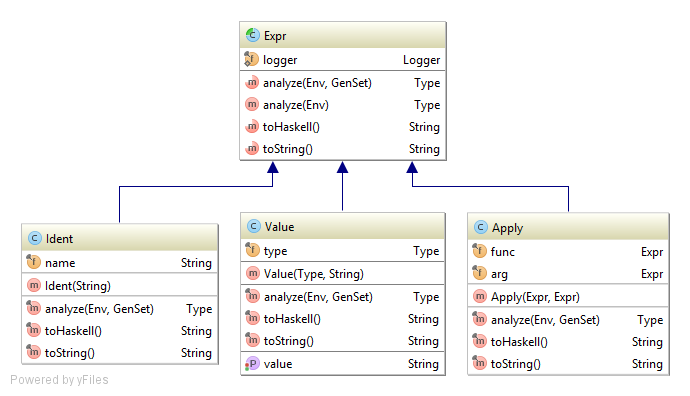 Expr
logger Logger
analyze(Env, GenSet) Type
analyze(Env) Type
toHaskell() String
toString() String
Ident
name String
Ident(String)
analyze(Env, GenSet) Type
toHaskell() String
toString() String
Value
type Type
Value(Type, String)
analyze(Env, GenSet) Type
toHaskell() String
toString() String
value String
Apply
func Expr
arg Expr
Apply(Expr, Expr)
analyze(Env, GenSet) Type
toHaskell() String
toString() String
Powered by yFiles